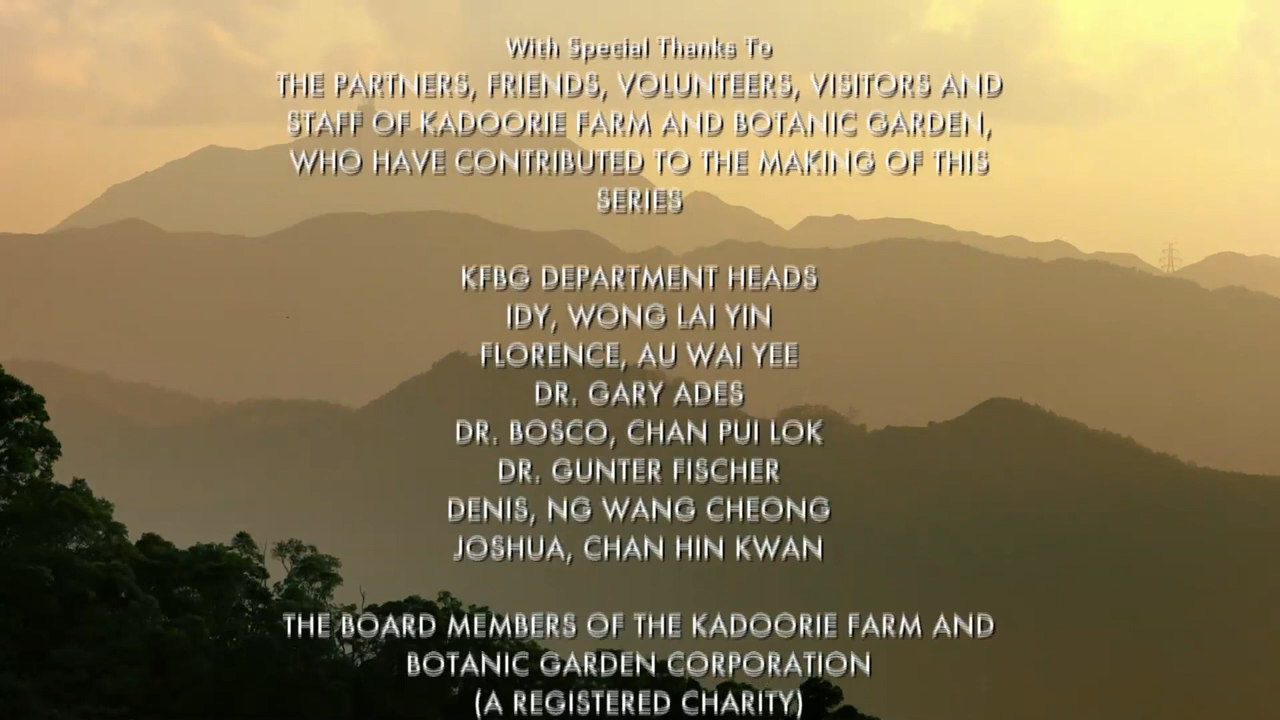 With Special Thanks To
THE PARTNERS, FRIENDS, VOLUNTEERS, VISITORS AND
STAFF OF KADOORIE FARM AND BOTANIC GARDEN,
WHO HAVE CONTRIBUTED TO THE MAKING OF THIS
SERIES
KFBG DEPARTMENT HEADS
IDY, WONG LAI YIN
FLORENCE, AU WAI YEE
DR. GARY ADES
DR. BOSCO, CHAN PUI LOK
DR. GUNTER FISCHER
DENIS, NG WANG CHEONG
JOSHUA, CHAN HIN KWAN
THE BOARD MEMBERS OF THE KADOORIE FARM AND
BOTANIC GARDEN CORPORATION
(A REGISTERED CHARITY)